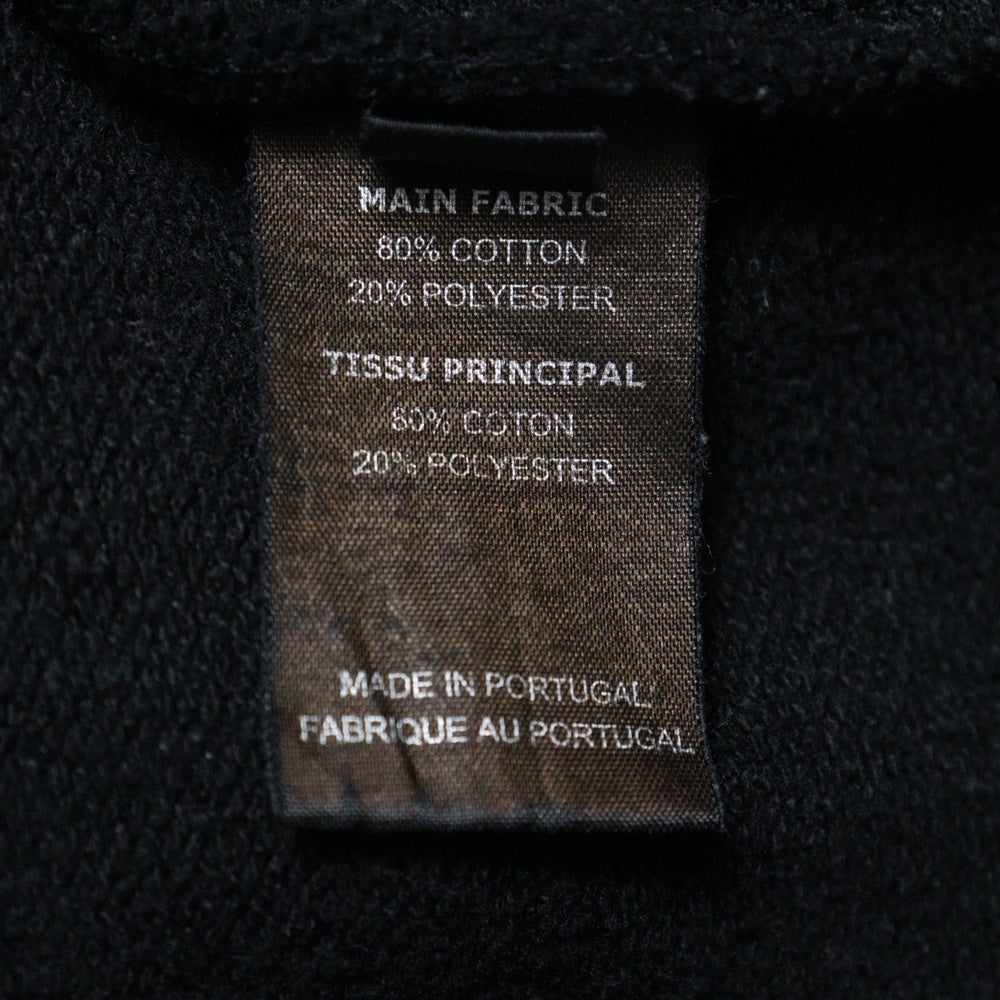 MAIN FABRIC
80% COTTON
20% POLYESTER
TISSU PRINCIPAL
80% COTON
20% POLYESTER
MADE IN PORTUGAL
FABRIQUE AU PORTUGAL